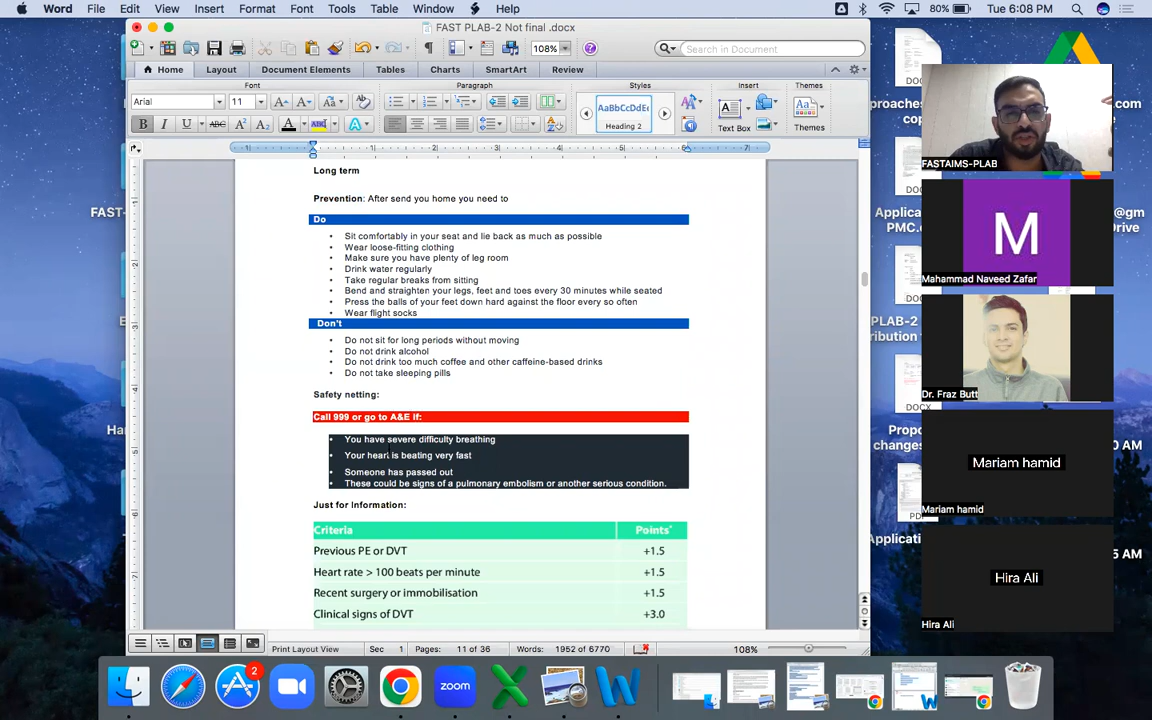 Word File Edit View Insert Format Font Tools Table Window Help
80% Tue 6:08 PM
FAST PLAB-2 Not final .docx
108%
Search in Document
Home Layout Document Elements Tables Charts SmartArt Review
Font Paragraph Styles Insert Themes
Arial 11
AaBbCcDdEe
Heading 2
Text Box
Themes
Long term
Prevention: After send you home you need to
Do
• Sit comfortably in your seat and lie back as much as possible
• Wear loose-fitting clothing
• Make sure you have plenty of leg room
• Drink water regularly
• Take regular breaks from sitting
• Bend and straighten your legs, feet and toes every 30 minutes while seated
• Press the balls of your feet down hard against the floor every so often
• Wear flight socks
Don't
• Do not sit for long periods without moving
• Do not drink alcohol
• Do not drink too much coffee and other caffeine-based drinks
• Do not take sleeping pills
Safety netting:
Call 999 or go to A&E if:
• You have severe difficulty breathing
• Your heart is beating very fast
• Someone has passed out
• These could be signs of a pulmonary embolism or another serious condition.
Just for Information:
Criteria Points*
Previous PE or DVT +1.5
Heart rate > 100 beats per minute +1.5
Recent surgery or immobilisation +1.5
Clinical signs of DVT +3.0
Print Layout View Sec 1 Pages: 11 of 36 Words: 1952 of 6770 108%
FASTAIMS-PLAB
M
Mahammad Naveed Zafar
Dr. Fraz Butt
Mariam hamid
Mariam hamid
Hira Ali
Hira Ali
2
zoom